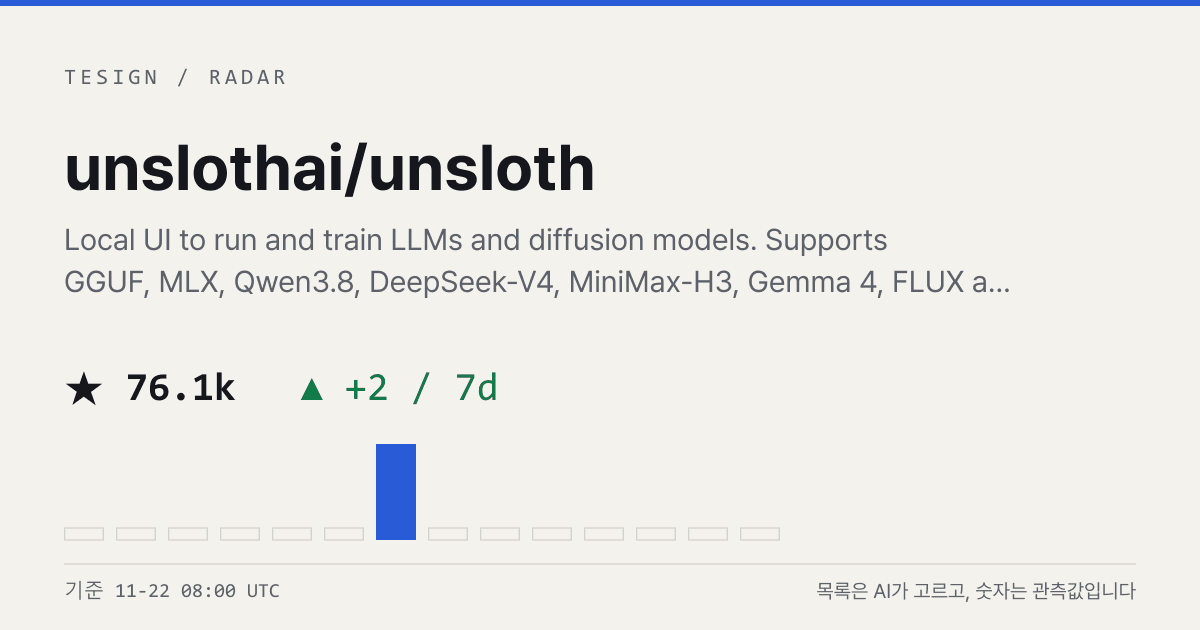 TESIGN / RADAR
unslothai/unsloth
Local UI to run and train LLMs and diffusion models. Supports
GGUF, MLX, Qwen3.8, DeepSeek-V4, MiniMax-H3, Gemma 4, FLUX a...
★ 76.1k ▲ +2 / 7d
기준 11-22 08:00 UTC
목록은 AI가 고르고, 숫자는 관측값입니다